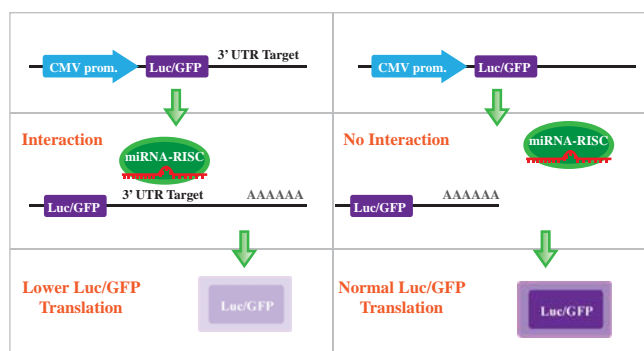 CMV prom.
Luc/GFP
3' UTR Target
CMV prom.
Luc/GFP
Interaction
miRNA-RISC
Luc/GFP
3' UTR Target
AAAAAA
No Interaction
miRNA-RISC
Luc/GFP
AAAAAA
Lower Luc/GFP
Translation
Luc/GFP
Normal Luc/GFP
Translation
Luc/GFP